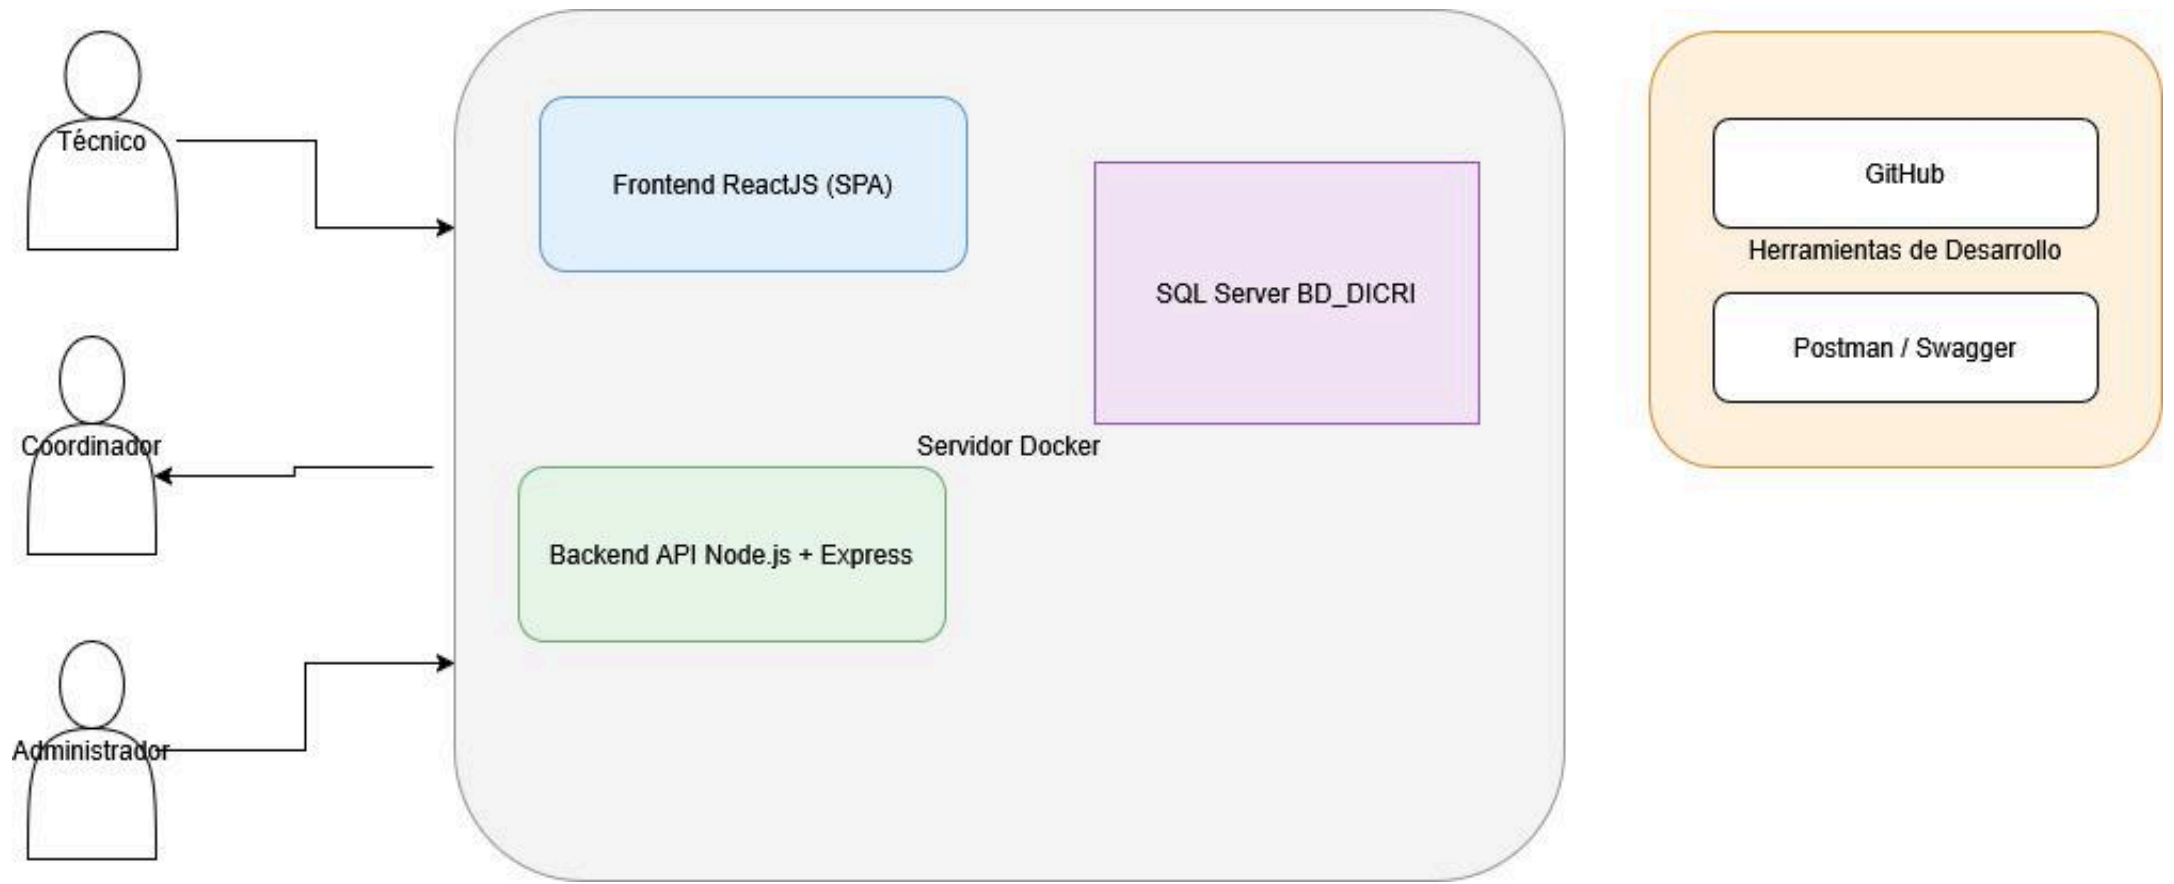 Técnico
Frontend ReactJS (SPA)
SQL Server BD_DICRI
GitHub
Herramientas de Desarrollo
Postman / Swagger
Coordinador
Servidor Docker
Backend API Node.js + Express
Administrador